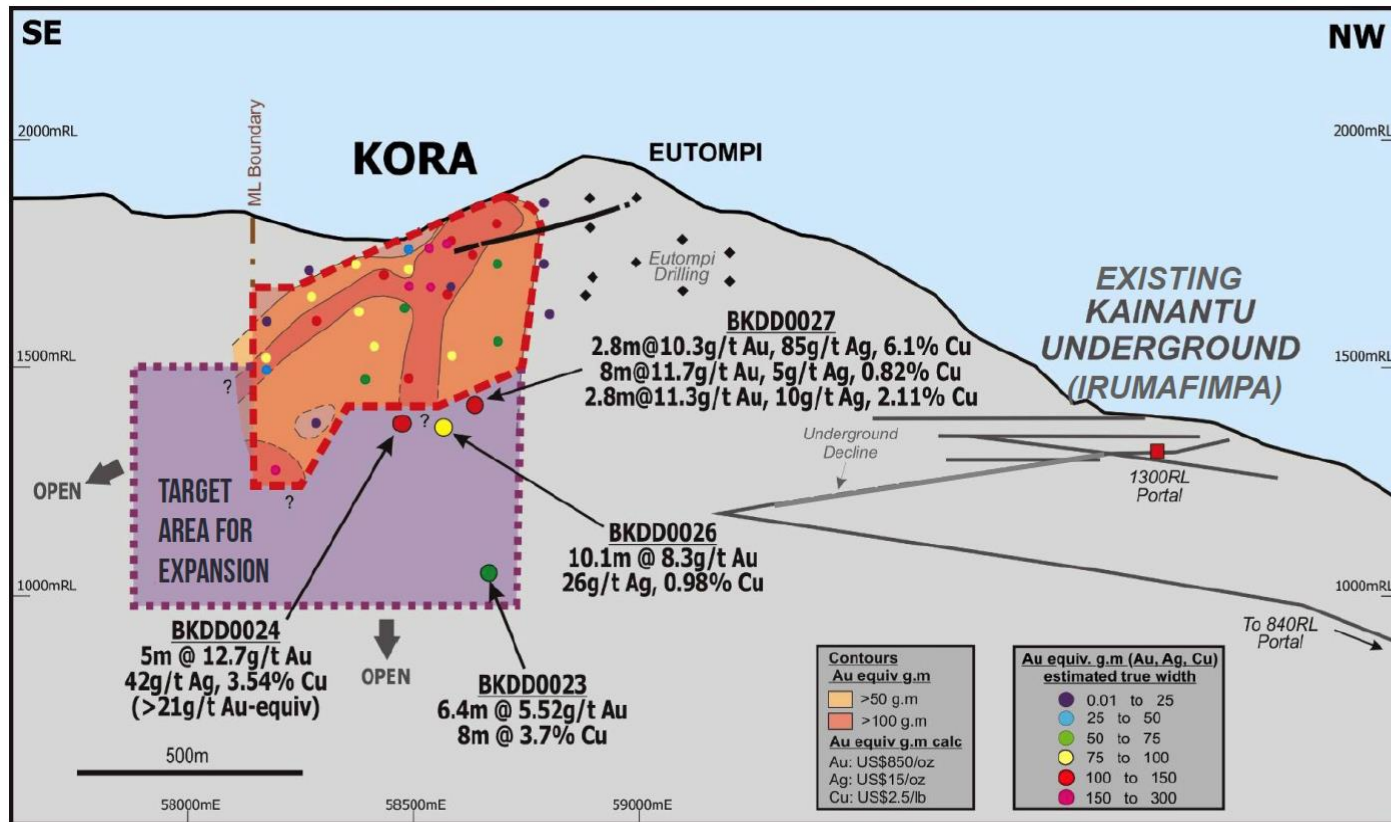 SE
NW
2000mRL
2000mRL
ML Boundary
KORA
EUTOMPI
Eutompi
Drilling
EXISTING
KAINANTU
UNDERGROUND
(IRUMAFIMPA)
BKDD0027
2.8m@10.3g/t Au, 85g/t Ag, 6.1% Cu
8m@11.7g/t Au, 5g/t Ag, 0.82% Cu
2.8m@11.3g/t Au, 10g/t Ag, 2.11% Cu
1500mRL
1500mRL
?
?
?
Underground
Decline
1300RL
Portal
OPEN
TARGET
AREA FOR
EXPANSION
BKDD0026
10.1m @ 8.3g/t Au
26g/t Ag, 0.98% Cu
1000mRL
1000mRL
To 840RL
Portal
BKDD0024
5m @ 12.7g/t Au
42g/t Ag, 3.54% Cu
(>21g/t Au-equiv)
OPEN
BKDD0023
6.4m @ 5.52g/t Au
8m @ 3.7% Cu
500m
58000mE
58500mE
59000mE
Contours
Au equiv g.m
>50 g.m
>100 g.m
Au equiv g.m calc
Au: US$850/oz
Ag: US$15/oz
Cu: US$2.5/lb
Au equiv. g.m (Au, Ag, Cu)
estimated true width
0.01 to 25
25 to 50
50 to 75
75 to 100
100 to 150
150 to 300